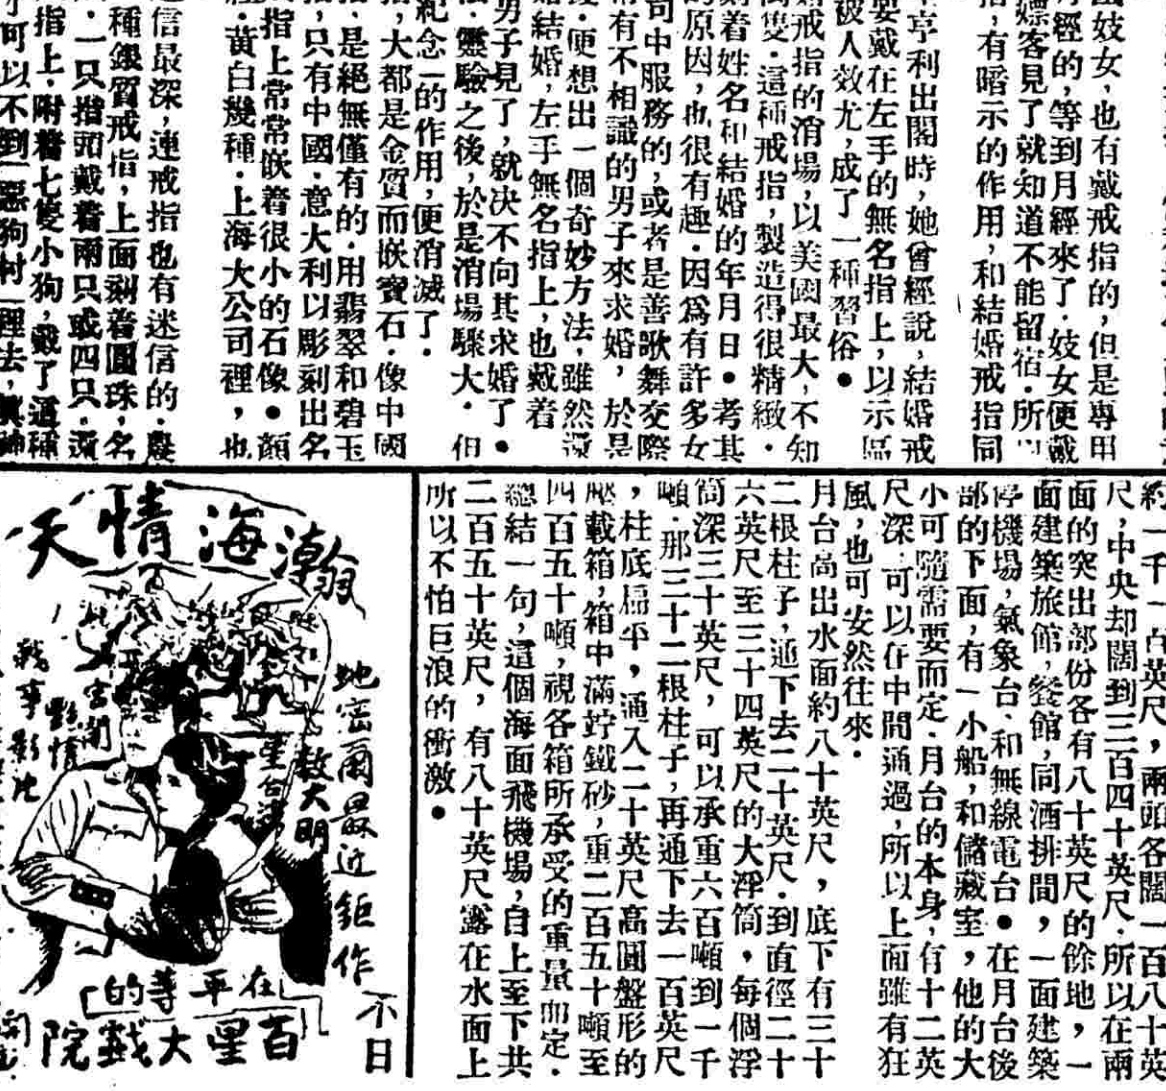 國妓女,也有戴戒指的,但是專用
經的,等到月經來了.妓女便戴
嫖客見了就知道不能留宿.所以
指,有暗示的作用,和結婚戒指同
亨利出閣時,她曾經說,結婚戒
要戴在左手的無名指上,以示區
被人效尤,成了一種習俗●
戒指的消場,以美國最大,不知
萬隻.這種戒指,製造得很精緻.
刻着姓名和結婚的年月日●考其
的原因,也很有趣.因爲有許多女
司中服務的,或者是善歌舞交際
有不相識的男子來求婚,於是
便想出一個奇妙方法,雖然還
結婚,左手無名指上,也戴着
男子見了,就決不向其求婚了●
靈驗之後,於是消場驟大.但
紀念」的作用,便消滅了.
,大都是金質而嵌寶石.像中國
.是絕無僅有的.用翡翠和碧玉
,只有中國.意大利以彫刻出名
指上常常嵌着很小的石像●顏
.黃白幾種.上海大公司裡,也
信最深,連戒指也有迷信的.
種銀質戒指,上面刻着圓珠,名
.一只指頭戴着兩只或四只.還
指上.附着七隻小狗,戴了這種
可以不到「惡狗村」裡去,
約一千一百英尺,兩頭各闊一百八十英
尺,中央却闊到三百四十英尺.所以在兩
面的突出部份各有八十英尺的餘地,一
面建築旅館,餐館,同酒排間,一面建築
停機場,氣象台.和無線電台●在月台後
部的下面,有一小船,和儲藏室,他的大
小可隨需要而定.月台的本身,有十二英
尺深.可以在中間通過,所以上面雖有狂
風,也可安然往來.
月台高出水面約八十英尺,底下有三十
二根柱子,通下去二十英尺.到直徑二十
六英尺至三十四英尺的大浮筒,每個浮
筒深三十英尺,可以承重六百噸到一千
噸.那三十二根柱子,再通下去一百英尺
,柱底扁平,通入二十英尺高圓盤形的
壓載箱,箱中滿貯鐵砂,重二百五十噸至
四百五十噸,視各箱所承受的重量而定.
總結一句,這個海面飛機場,自上至下共
二百五十英尺,有八十英尺露在水面上
所以不怕巨浪的衝激●
瀚海情天
她密爾最近鉅作
戰事影片
不日
在平等的
百星大戲院